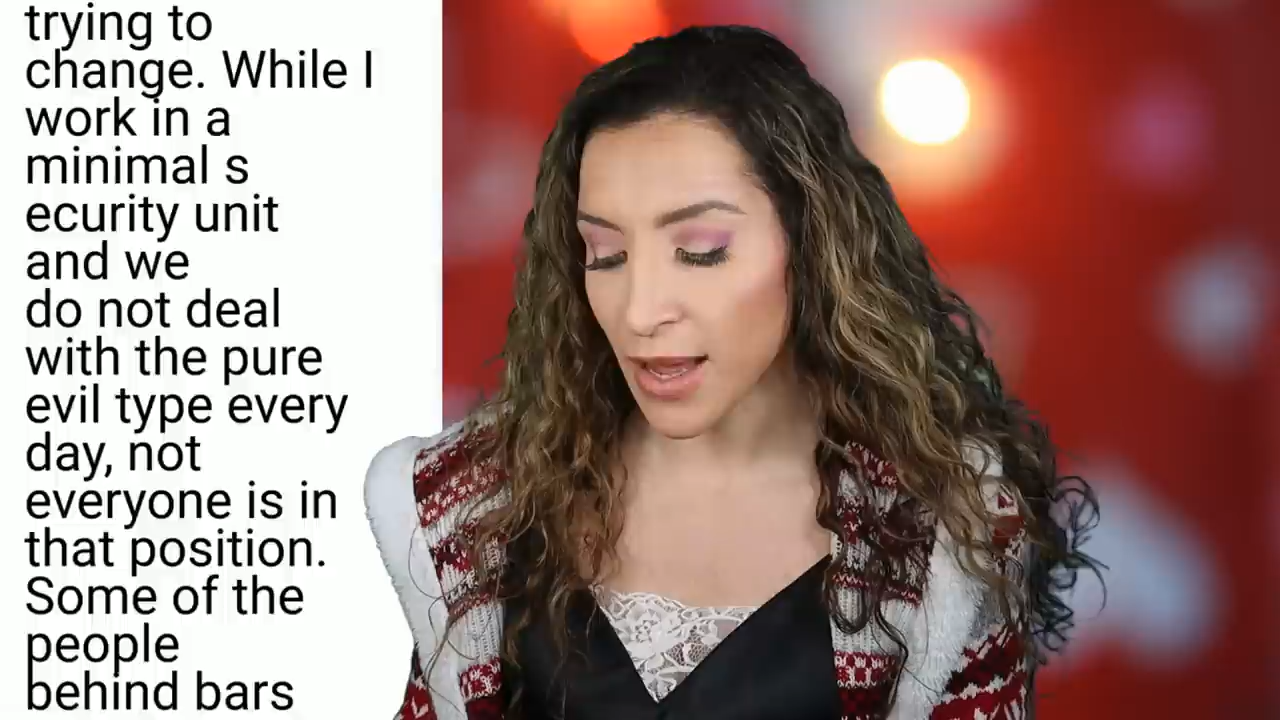 trying to
change. While I
work in a
minimal s
ecurity unit
and we
do not deal
with the pure
evil type every
day, not
everyone is in
that position.
Some of the
people
behind bars